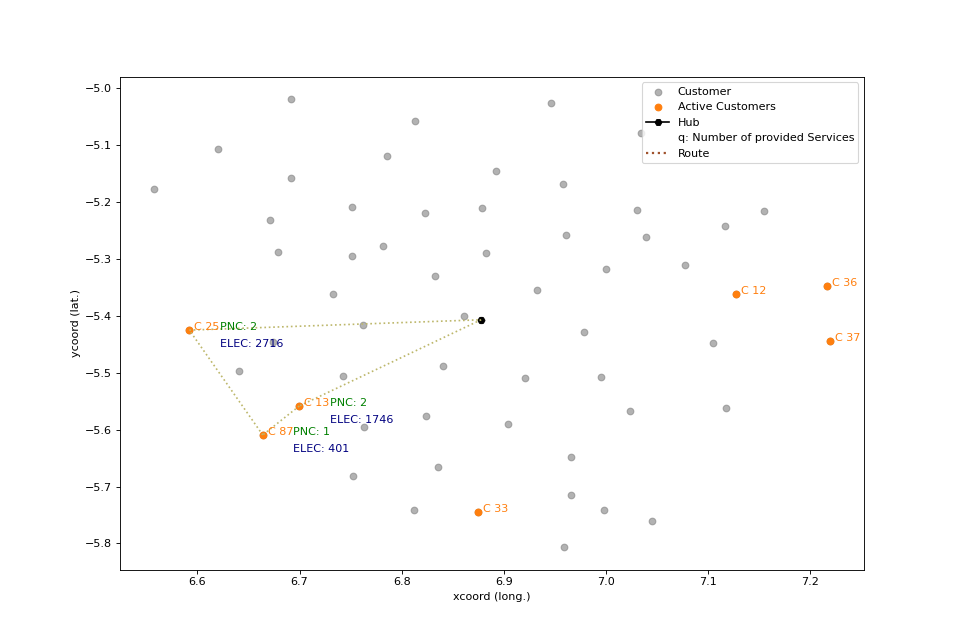 Customer
Active Customers
Hub
q: Number of provided Services
Route
−5.0
−5.1
−5.2
−5.3
−5.4
−5.5
−5.6
−5.7
−5.8
ycoord (lat.)
C 36
C 12
C 37
C 25
PNC: 2
ELEC: 2716
C 13
PNC: 2
ELEC: 1746
C 87
PNC: 1
ELEC: 401
C 33
6.6 6.7 6.8 6.9 7.0 7.1 7.2
xcoord (long.)